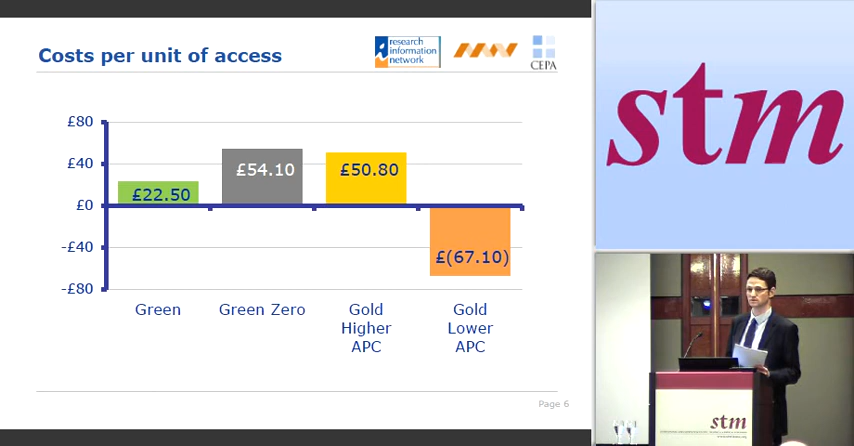 Costs per unit of access
research
information
network
CEPA
£80
£40
£0
-£40
-£80
£22.50
£54.10
£50.80
£(67.10)
Green
Green Zero
Gold
Higher
APC
Gold
Lower
APC
Page 6
stm
stm